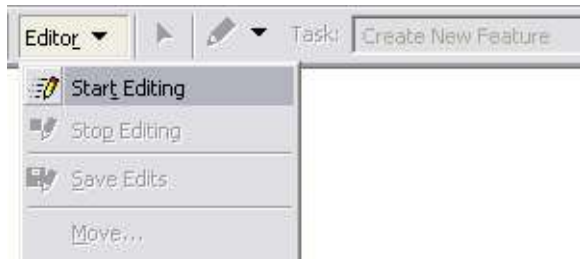 Editor Task: Create New Feature
Start Editing
Stop Editing
Save Edits
Move...